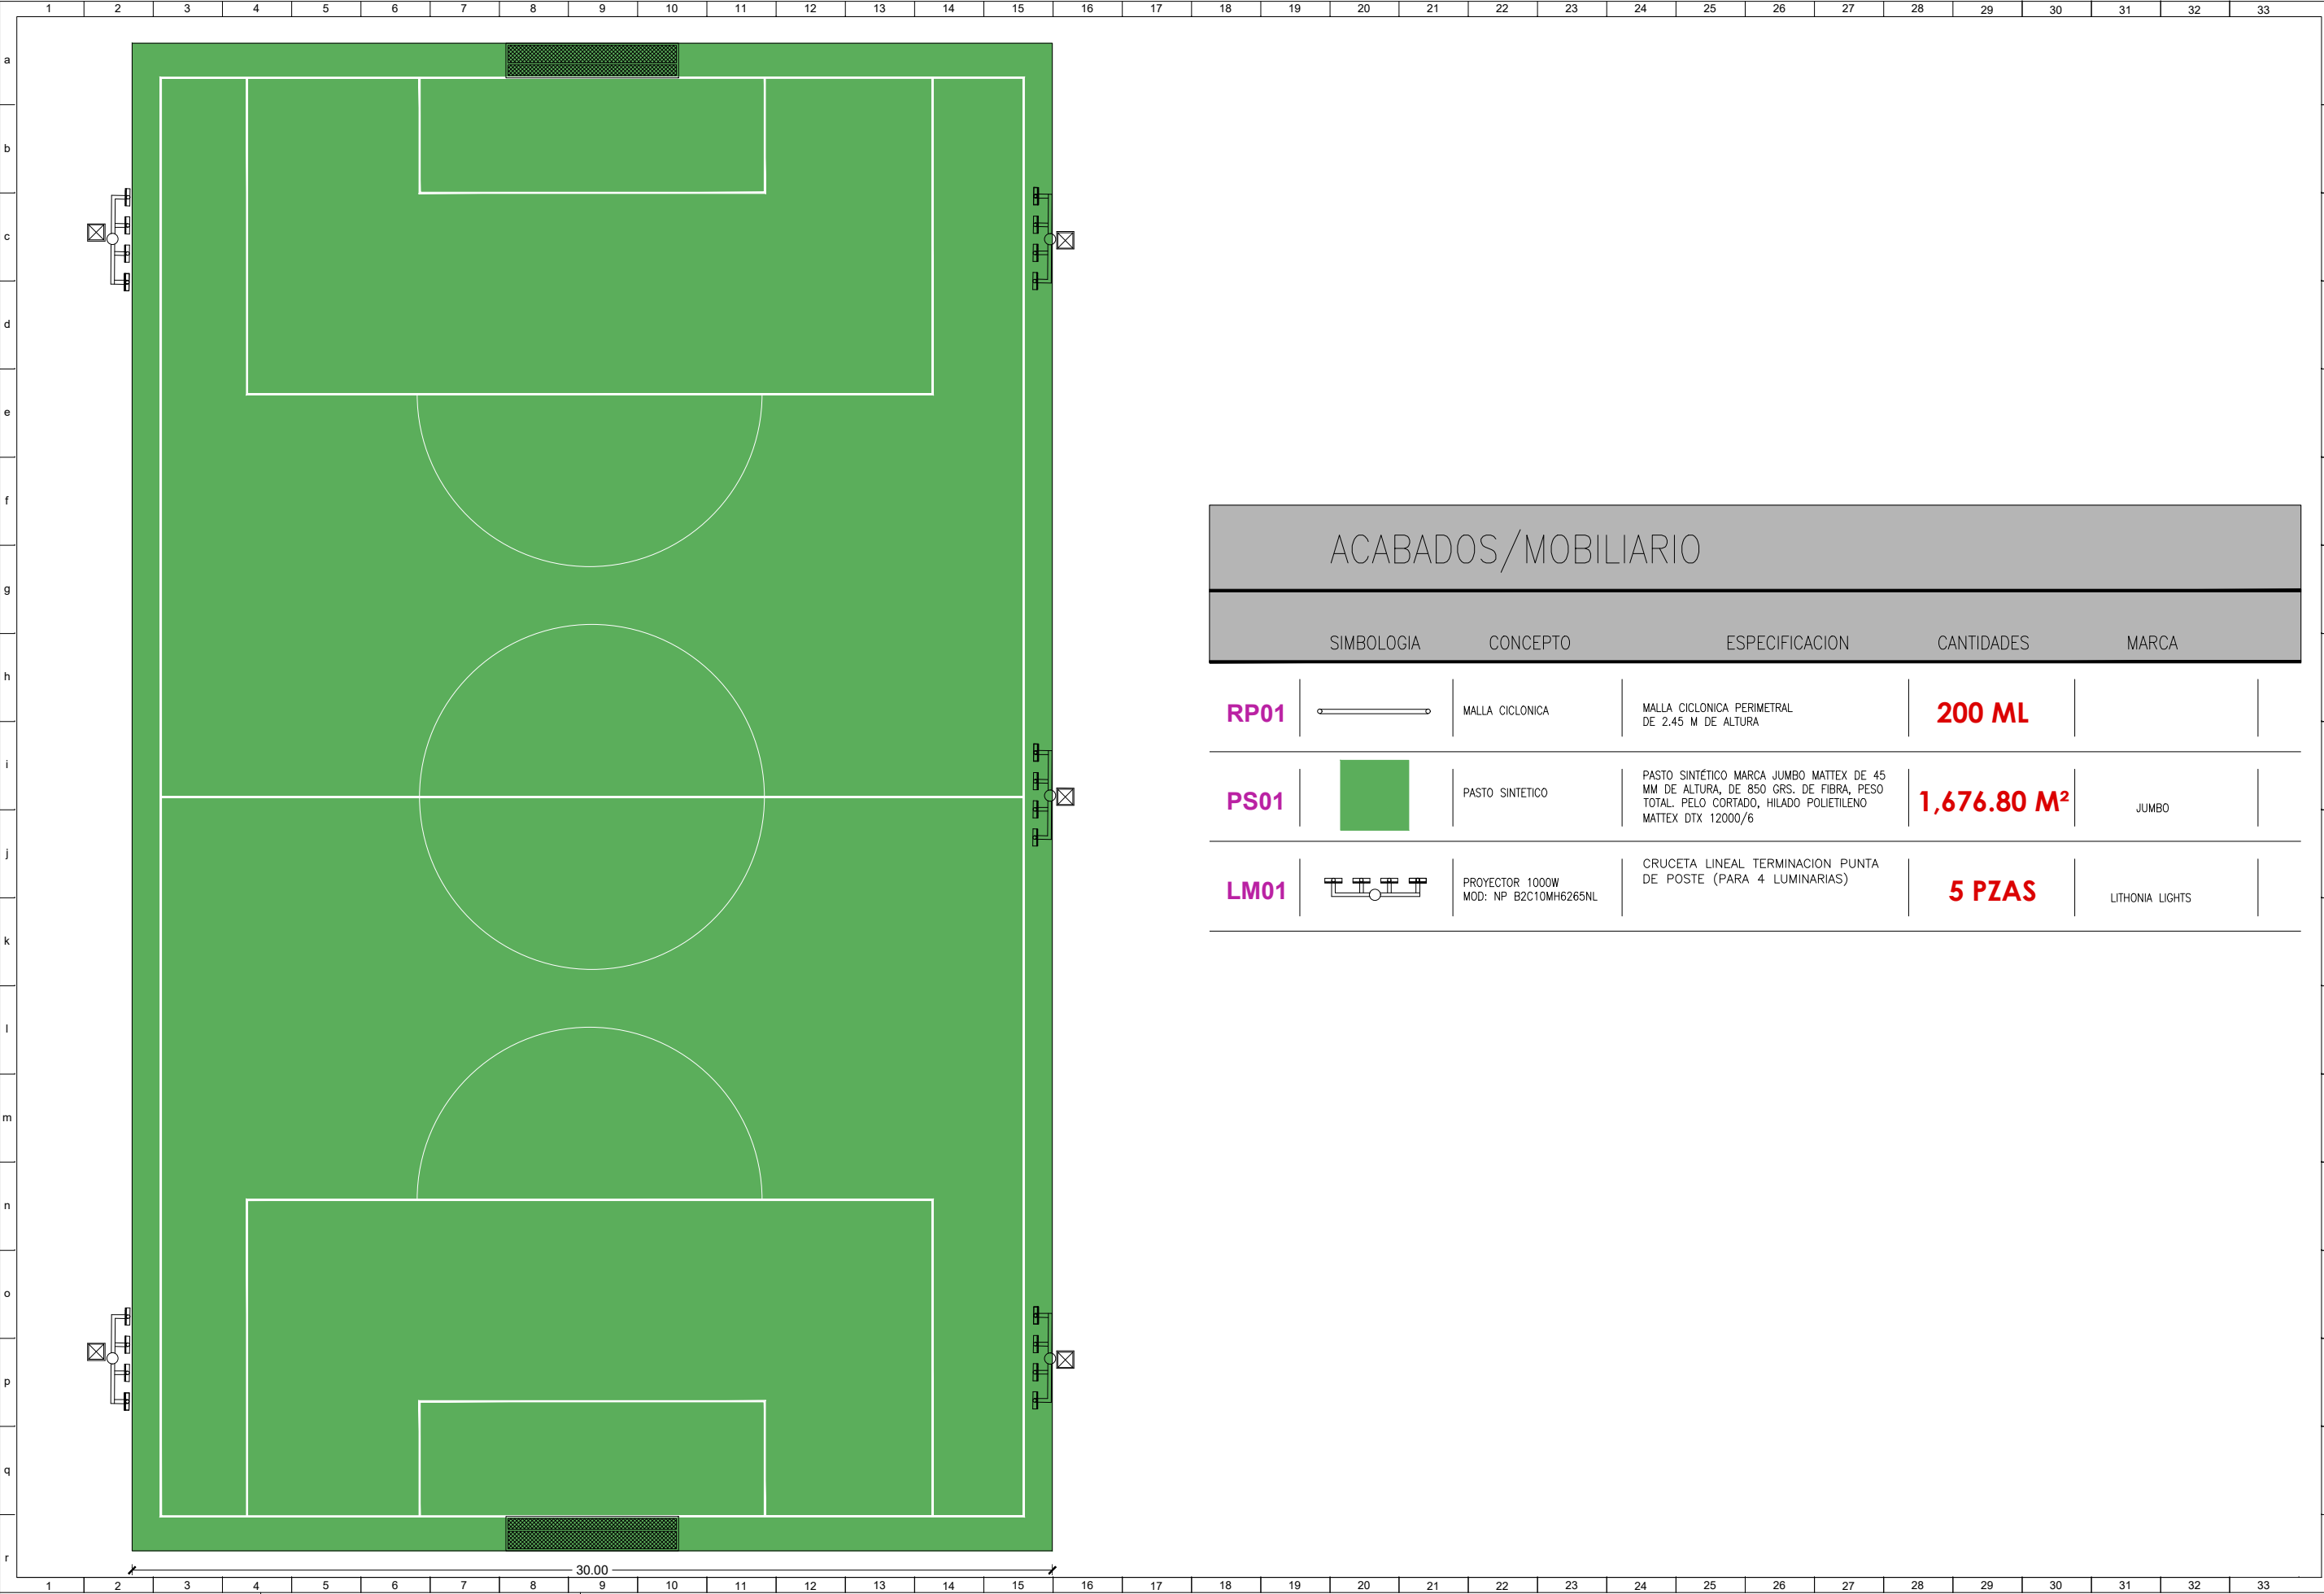 1 2 3 4 5 6 7 8 9 10 11 12 13 14 15 16 17 18 19 20 21 22 23 24 25 26 27 28 29 30 31 32 33
a
b
c
d
e
f
g
h
i
j
k
l
m
n
o
p
q
r
ACABADOS/MOBILIARIO
SIMBOLOGIA CONCEPTO ESPECIFICACION CANTIDADES MARCA
RP01
MALLA CICLONICA
MALLA CICLONICA PERIMETRAL
DE 2.45 M DE ALTURA
200 ML
PS01
PASTO SINTETICO
PASTO SINTÉTICO MARCA JUMBO MATTEX DE 45
MM DE ALTURA, DE 850 GRS. DE FIBRA, PESO
TOTAL. PELO CORTADO, HILADO POLIETILENO
MATTEX DTX 12000/6
1,676.80 M²
JUMBO
LM01
PROYECTOR 1000W
MOD: NP B2C10MH6265NL
CRUCETA LINEAL TERMINACION PUNTA
DE POSTE (PARA 4 LUMINARIAS)
5 PZAS
LITHONIA LIGHTS
30.00
1 2 3 4 5 6 7 8 9 10 11 12 13 14 15 16 17 18 19 20 21 22 23 24 25 26 27 28 29 30 31 32 33